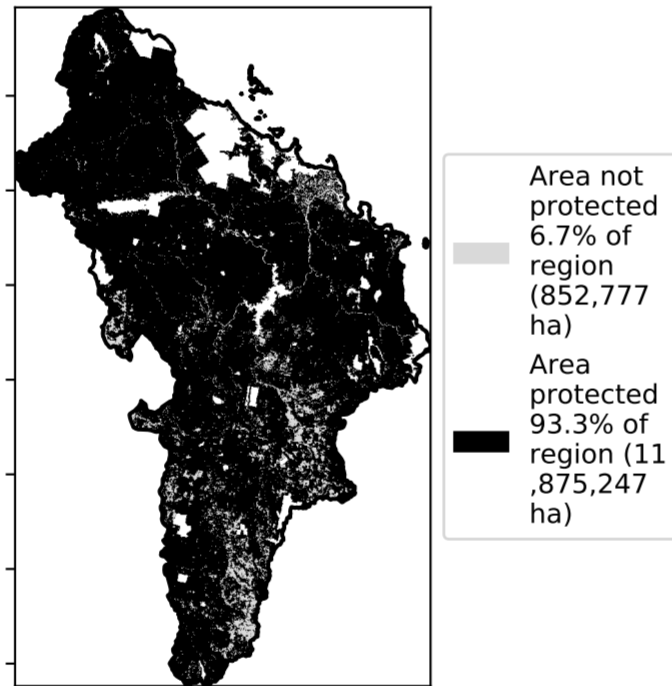 Area not
protected
6.7% of
region
(852,777
ha)
Area
protected
93.3% of
region (11
,875,247
ha)